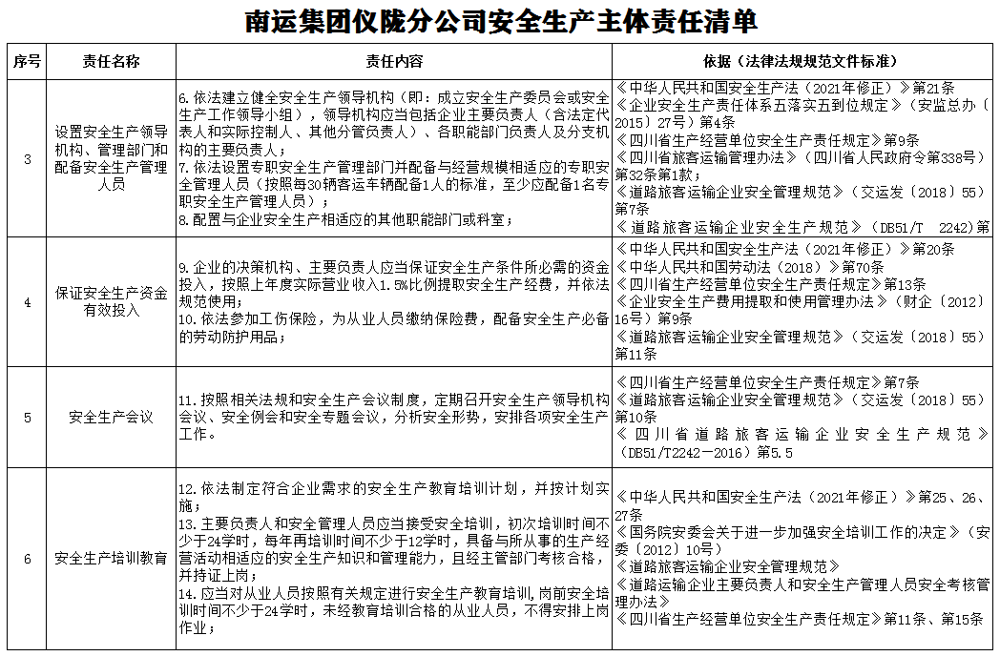 南运集团仪陇分公司安全生产主体责任清单
序号 责任名称 责任内容 依据（法律法规规范文件标准）
3
设置安全生产领导
机构、管理部门和
配备安全生产管理
人员
6.依法建立健全安全生产领导机构（即：成立安全生产委员会或安全
生产工作领导小组），领导机构应当包括企业主要负责人（含法定代
表人和实际控制人、其他分管负责人）、各职能部门负责人及分支机
构的主要负责人；
7.依法设置专职安全生产管理部门并配备与经营规模相适应的专职安
全管理人员（按照每30辆客运车辆配备1人的标准，至少应配备1名专
职安全生产管理人员）；
8.配置与企业安全生产相适应的其他职能部门或科室；
《中华人民共和国安全生产法（2021年修正）》第21条
《企业安全生产责任体系五落实五到位规定》（安监总办〔
2015〕27号）第4条
《四川省生产经营单位安全生产责任规定》第9条
《四川省旅客运输管理办法》（四川省人民政府令第338号）
第32条第1款；
《道路旅客运输企业安全管理规范》（交运发〔2018〕55）
第7条
《道路旅客运输企业安全生产规范》（DB51/T 2242)第
4
保证安全生产资金
有效投入
9.企业的决策机构、主要负责人应当保证安全生产条件所必需的资金
投入，按照上年度实际营业收入1.5%比例提取安全生产经费，并依法
规范使用；
10.依法参加工伤保险，为从业人员缴纳保险费，配备安全生产必备
的劳动防护用品；
《中华人民共和国安全生产法（2021年修正）》第20条
《中华人民共和国劳动法（2018）》第70条
《四川省生产经营单位安全生产责任规定》第13条
《企业安全生产费用提取和使用管理办法》（财企〔2012〕
16号）第9条
《道路旅客运输企业安全管理规范》（交运发〔2018〕55）
第11条
5
安全生产会议
11.按照相关法规和安全生产会议制度，定期召开安全生产领导机构
会议、安全例会和安全专题会议，分析安全形势，安排各项安全生产
工作。
《四川省生产经营单位安全生产责任规定》第7条
《道路旅客运输企业安全管理规范》（交运发〔2018〕55）
第10条
《四川省道路旅客运输企业安全生产规范》
（DB51/T2242—2016）第5.5
6
安全生产培训教育
12.依法制定符合企业需求的安全生产教育培训计划，并按计划实
施；
13.主要负责人和安全管理人员应当接受安全培训，初次培训时间不
少于24学时，每年再培训时间不少于12学时，具备与所从事的生产经
营活动相适应的安全生产知识和管理能力，且经主管部门考核合格，
并持证上岗；
14.应当对从业人员按照有关规定进行安全生产教育培训,岗前安全培
训时间不少于24学时，未经教育培训合格的从业人员，不得安排上岗
作业；
《中华人民共和国安全生产法（2021年修正）》第25、26、
27条
《国务院安委会关于进一步加强安全培训工作的决定》（安
委〔2012〕10号）
《道路旅客运输企业安全管理规范》
《道路运输企业主要负责人和安全生产管理人员安全考核管
理办法》
《四川省生产经营单位安全生产责任规定》第11条、第15条